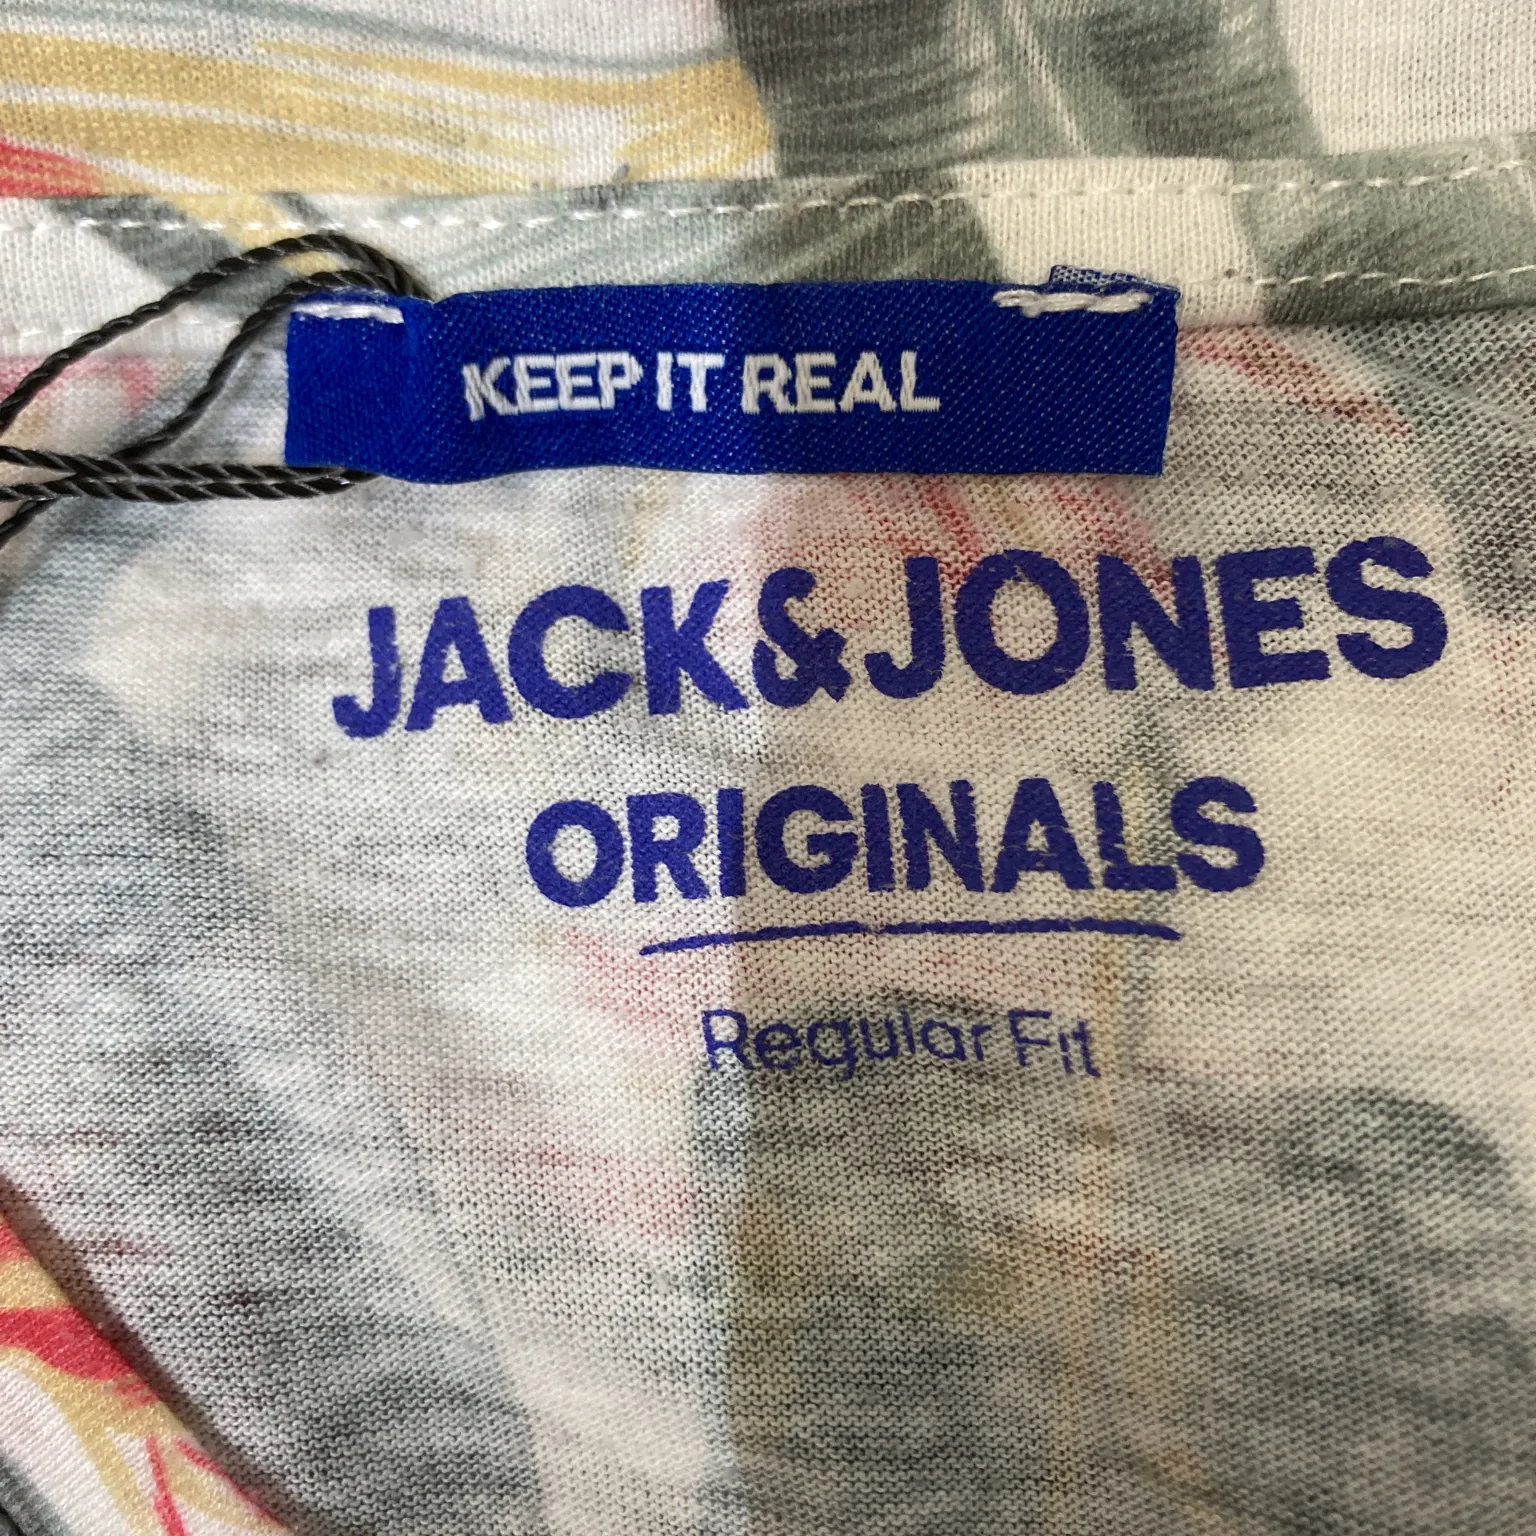 KEEP IT REAL
JACK&JONES
ORIGINALS
Regular Fit